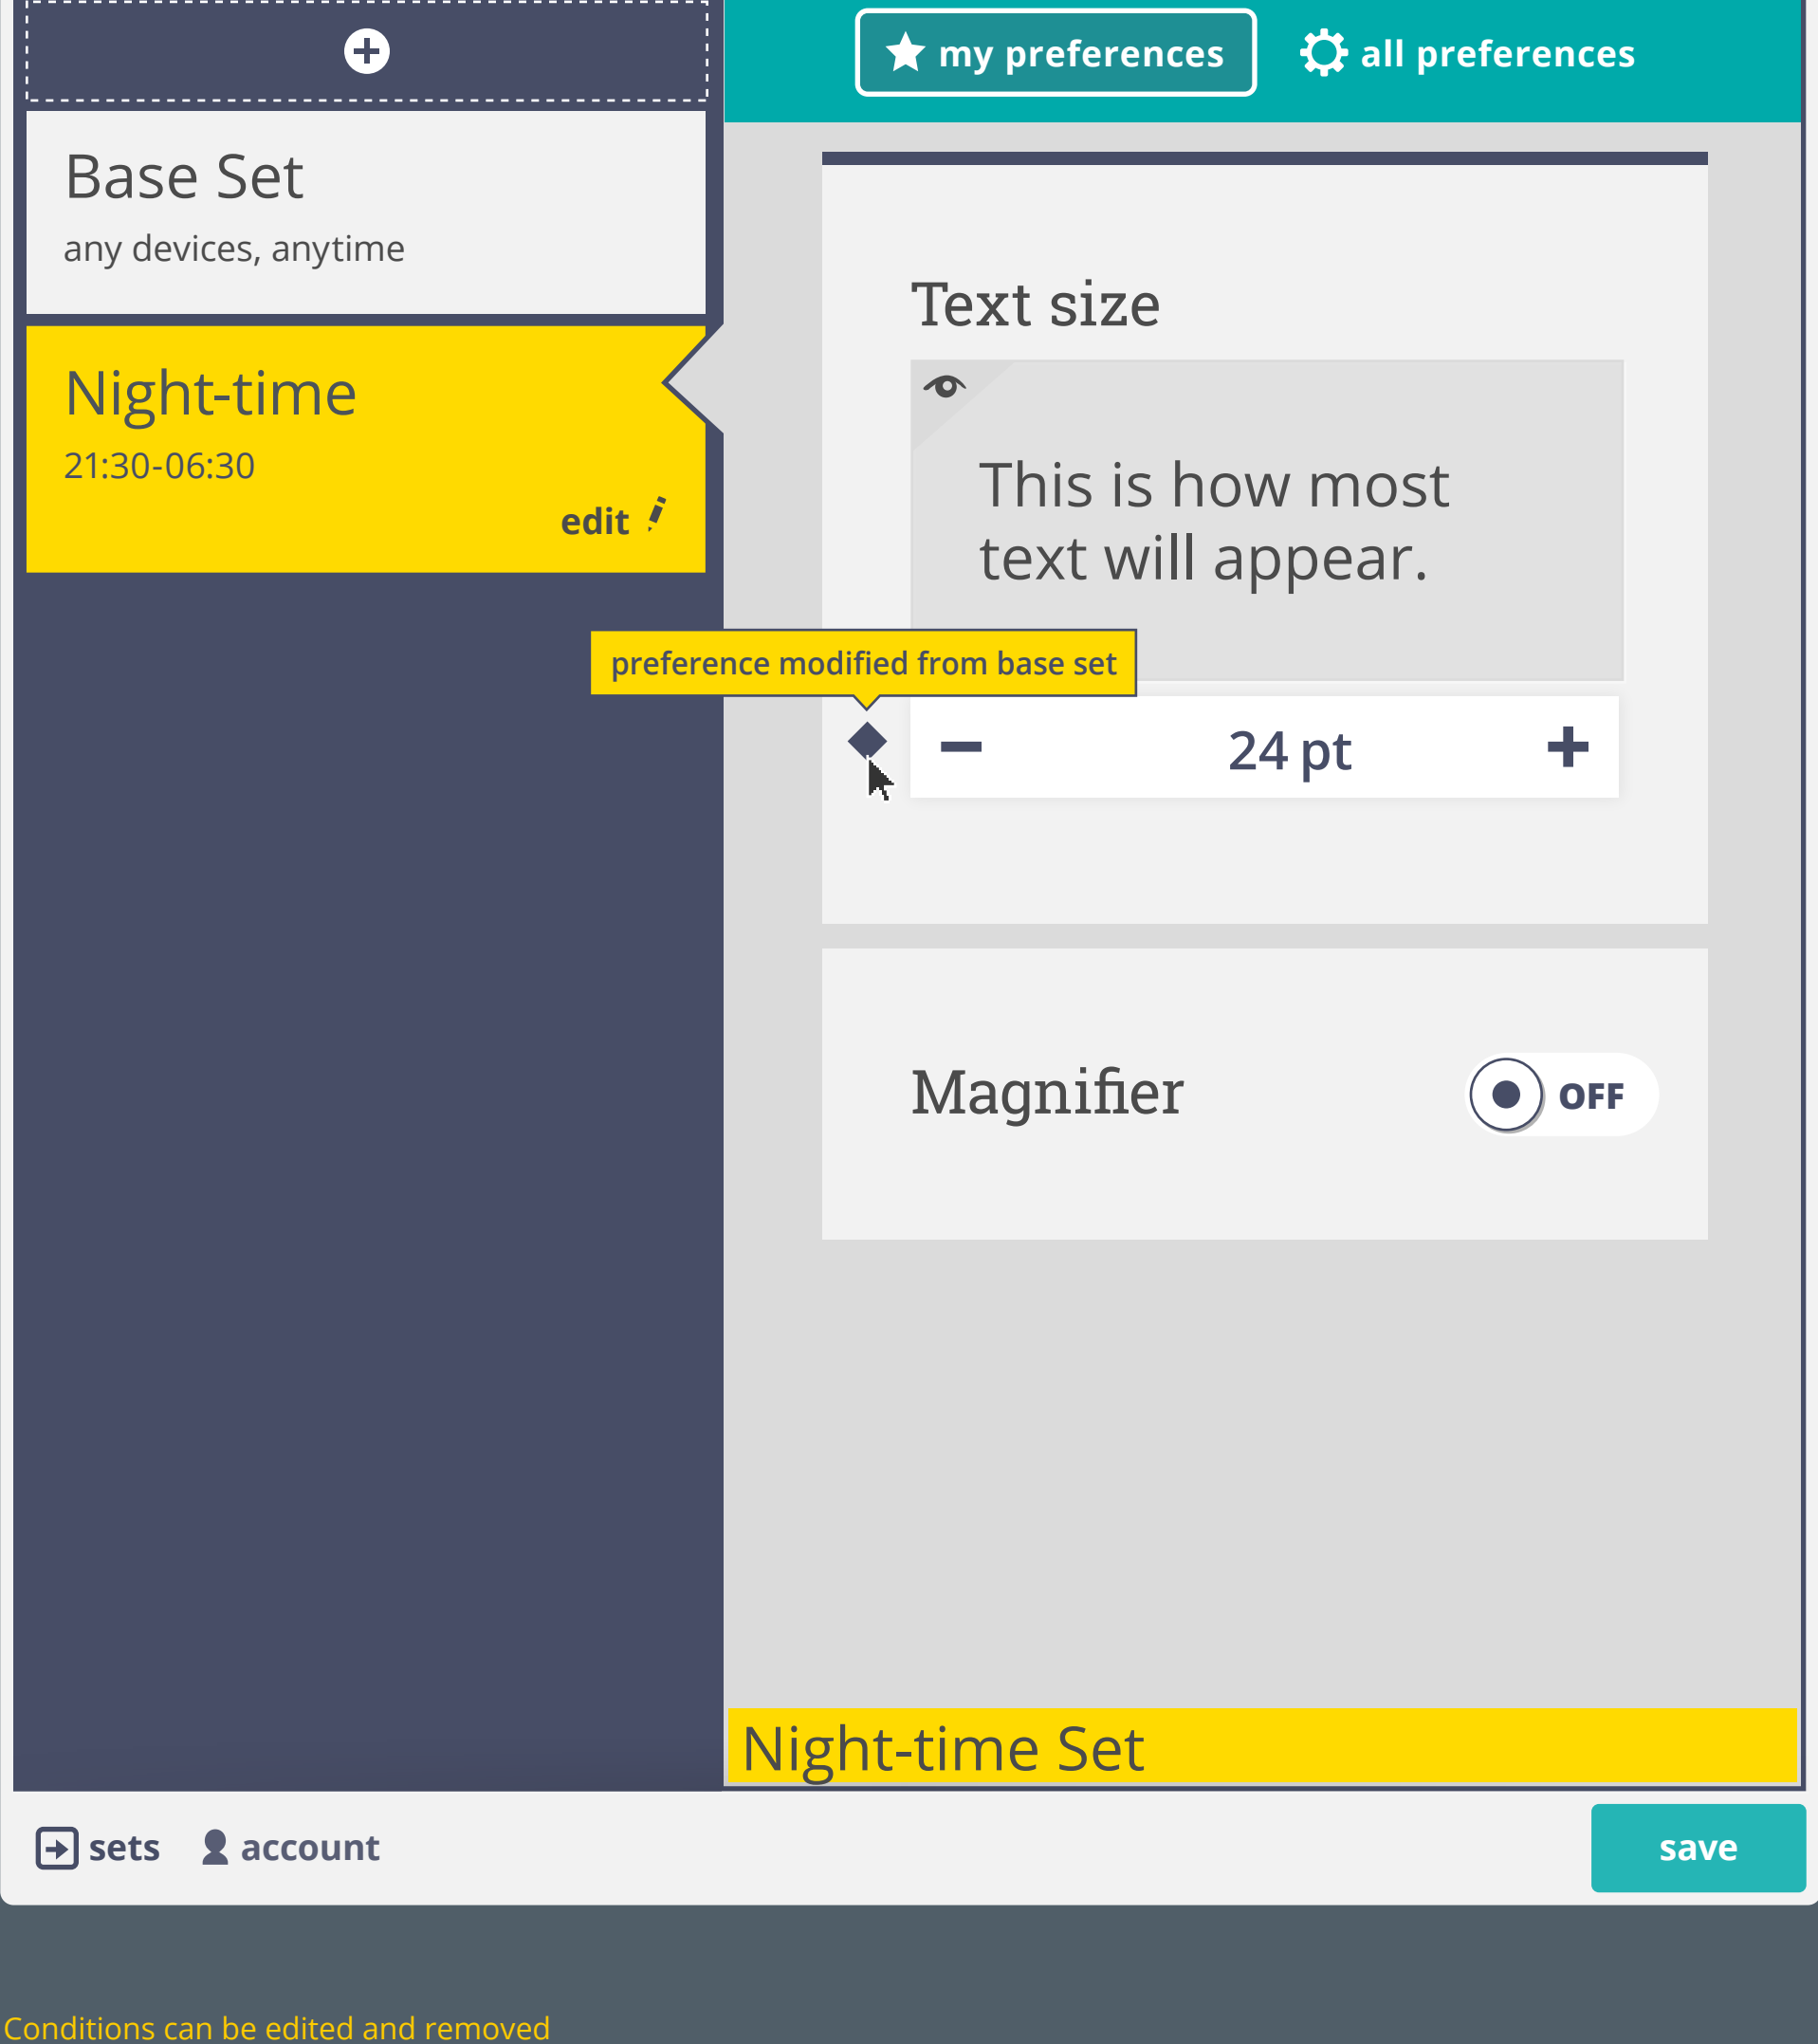 my preferences
all preferences
Base Set
any devices, anytime
Night-time
21:30-06:30
edit
Text size
This is how most
text will appear.
preference modified from base set
24 pt
Magnifier
OFF
Night-time Set
sets
account
save
Conditions can be edited and removed